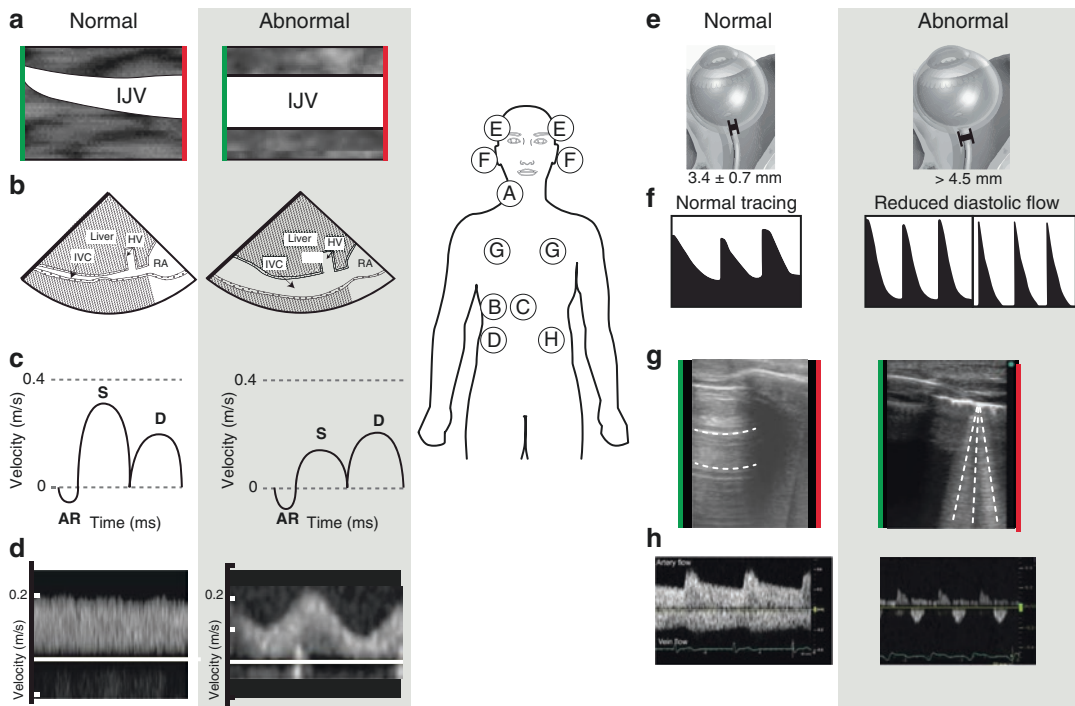 a
Normal
Abnormal
IJV
IJV
b
Liver
HV
IVC
RA
Liver
HV
IVC
RA
c
0.4
0
Velocity (m/s)
S
D
AR
Time (ms)
0.4
0
Velocity (m/s)
S
D
AR
Time (ms)
d
0.2
0
Velocity (m/s)
0.2
0
Velocity (m/s)
E E
F F
A
G G
B C
D H
e
Normal
Abnormal
3.4 ± 0.7 mm
> 4.5 mm
f
Normal tracing
Reduced diastolic flow
g
h
Artery flow
Vein flow